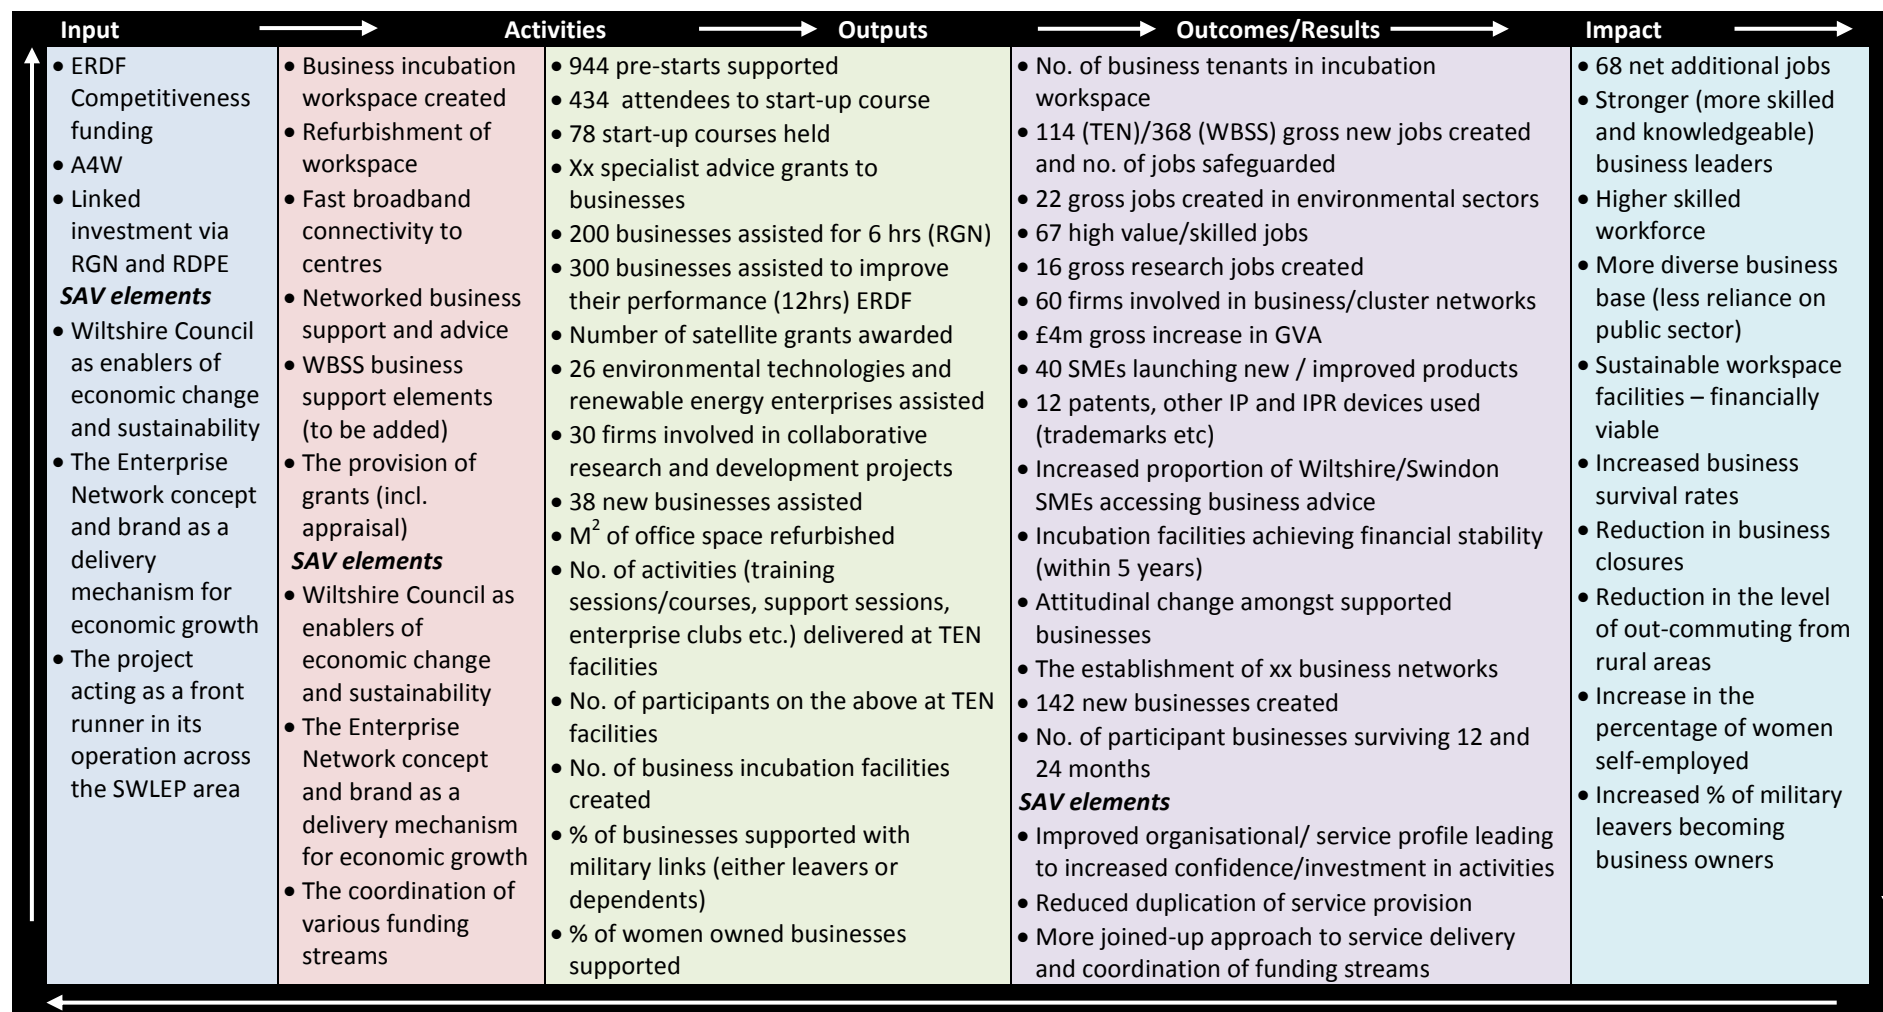 Input
Activities
Outputs
Outcomes/Results
Impact
• ERDF
Competitiveness
funding
• A4W
• Linked
investment via
RGN and RDPE
SAV elements
• Wiltshire Council
as enablers of
economic change
and sustainability
• The Enterprise
Network concept
and brand as a
delivery
mechanism for
economic growth
• The project
acting as a front
runner in its
operation across
the SWLEP area
• Business incubation
workspace created
• Refurbishment of
workspace
• Fast broadband
connectivity to
centres
• Networked business
support and advice
• WBSS business
support elements
(to be added)
• The provision of
grants (incl.
appraisal)
SAV elements
• Wiltshire Council as
enablers of
economic change
and sustainability
• The Enterprise
Network concept
and brand as a
delivery mechanism
for economic growth
• The coordination of
various funding
streams
• 944 pre-starts supported
• 434 attendees to start-up course
• 78 start-up courses held
• Xx specialist advice grants to
businesses
• 200 businesses assisted for 6 hrs (RGN)
• 300 businesses assisted to improve
their performance (12hrs) ERDF
• Number of satellite grants awarded
• 26 environmental technologies and
renewable energy enterprises assisted
• 30 firms involved in collaborative
research and development projects
• 38 new businesses assisted
• M² of office space refurbished
• No. of activities (training
sessions/courses, support sessions,
enterprise clubs etc.) delivered at TEN
facilities
• No. of participants on the above at TEN
facilities
• No. of business incubation facilities
created
• % of businesses supported with
military links (either leavers or
dependents)
• % of women owned businesses
supported
• No. of business tenants in incubation
workspace
• 114 (TEN)/368 (WBSS) gross new jobs created
and no. of jobs safeguarded
• 22 gross jobs created in environmental sectors
• 67 high value/skilled jobs
• 16 gross research jobs created
• 60 firms involved in business/cluster networks
• £4m gross increase in GVA
• 40 SMEs launching new / improved products
• 12 patents, other IP and IPR devices used
(trademarks etc)
• Increased proportion of Wiltshire/Swindon
SMEs accessing business advice
• Incubation facilities achieving financial stability
(within 5 years)
• Attitudinal change amongst supported
businesses
• The establishment of xx business networks
• 142 new businesses created
• No. of participant businesses surviving 12 and
24 months
SAV elements
• Improved organisational/ service profile leading
to increased confidence/investment in activities
• Reduced duplication of service provision
• More joined-up approach to service delivery
and coordination of funding streams
• 68 net additional jobs
• Stronger (more skilled
and knowledgeable)
business leaders
• Higher skilled
workforce
• More diverse business
base (less reliance on
public sector)
• Sustainable workspace
facilities – financially
viable
• Increased business
survival rates
• Reduction in business
closures
• Reduction in the level
of out-commuting from
rural areas
• Increase in the
percentage of women
self-employed
• Increased % of military
leavers becoming
business owners